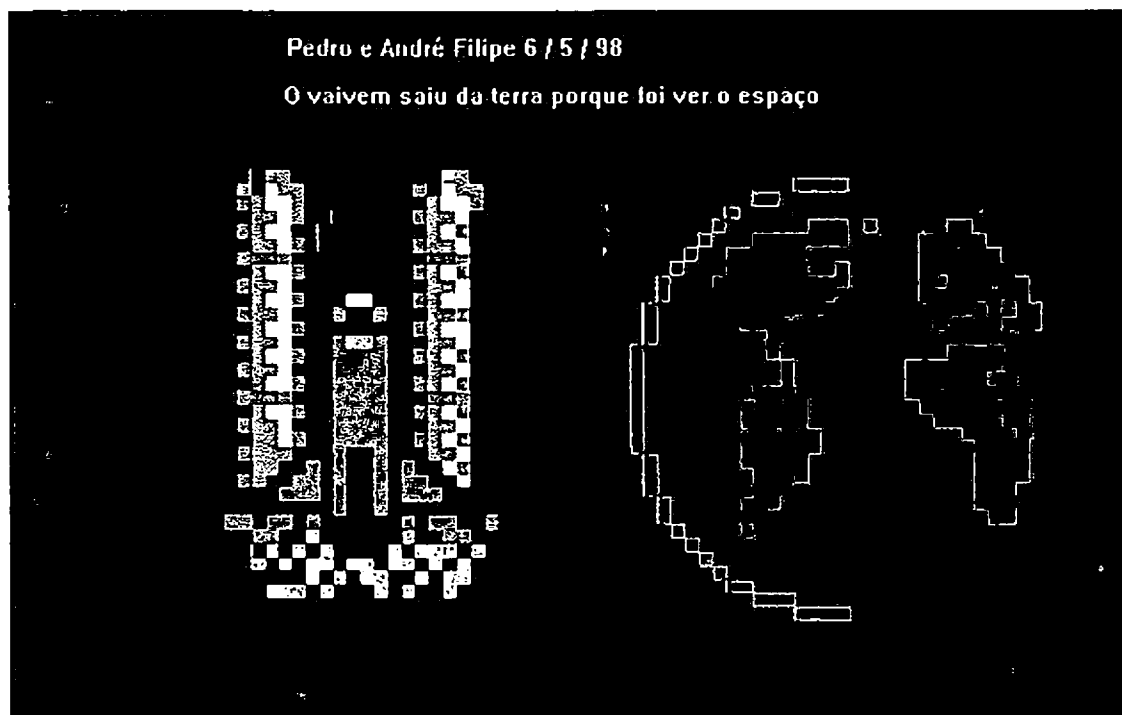 Pedro e André Filipe 6 / 5 / 98
O vaivem saiu da terra porque foi ver o espaço